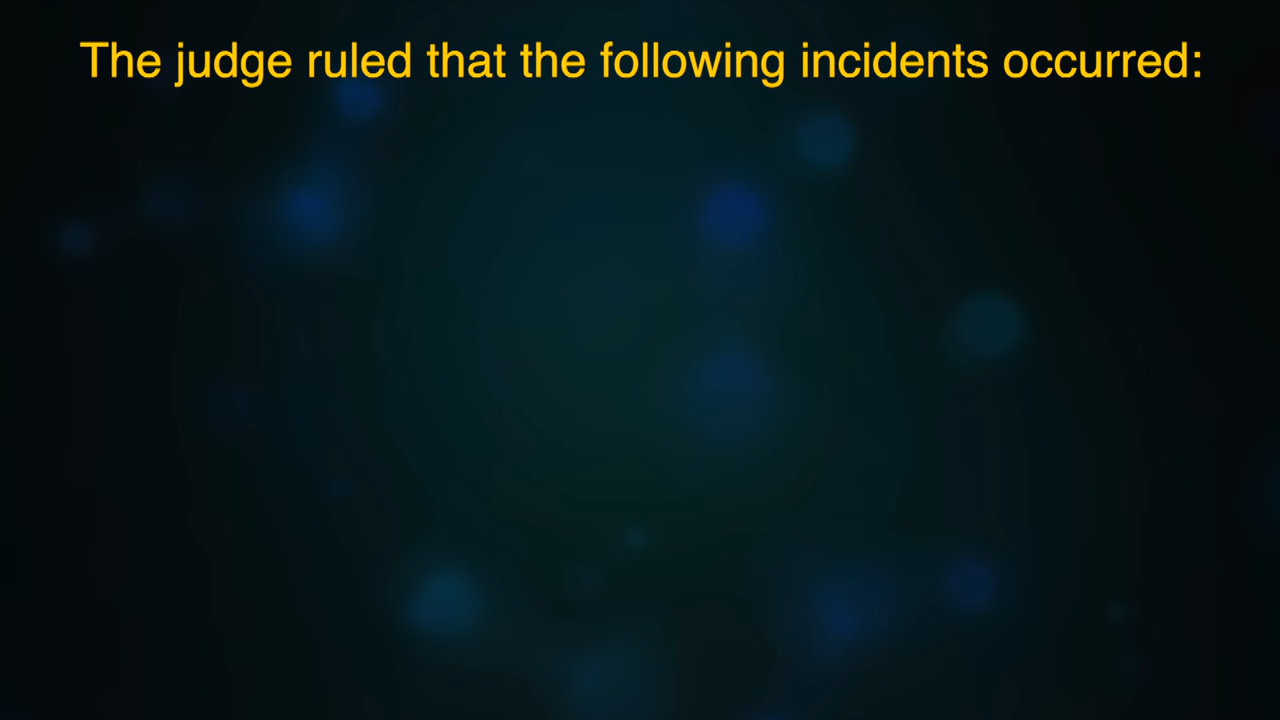 The judge ruled that the following incidents occurred: